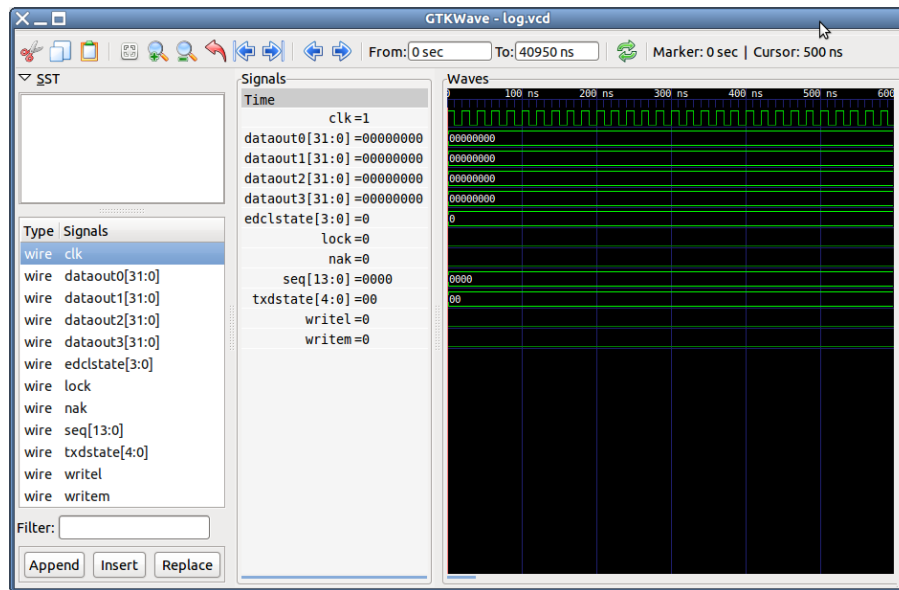 GTKWave - log.vcd
From: 0 sec To: 40950 ns Marker: 0 sec | Cursor: 500 ns
SST
Type Signals
wire clk
wire dataout0[31:0]
wire dataout1[31:0]
wire dataout2[31:0]
wire dataout3[31:0]
wire edclstate[3:0]
wire lock
wire nak
wire seq[13:0]
wire txdstate[4:0]
wire writel
wire writem
Filter:
Append Insert Replace
Signals
Time
clk=1
dataout0[31:0]=00000000
dataout1[31:0]=00000000
dataout2[31:0]=00000000
dataout3[31:0]=00000000
edclstate[3:0]=0
lock=0
nak=0
seq[13:0]=0000
txdstate[4:0]=00
writel=0
writem=0
Waves
100 ns 200 ns 300 ns 400 ns 500 ns 600
00000000
00000000
00000000
00000000
0
0000
00